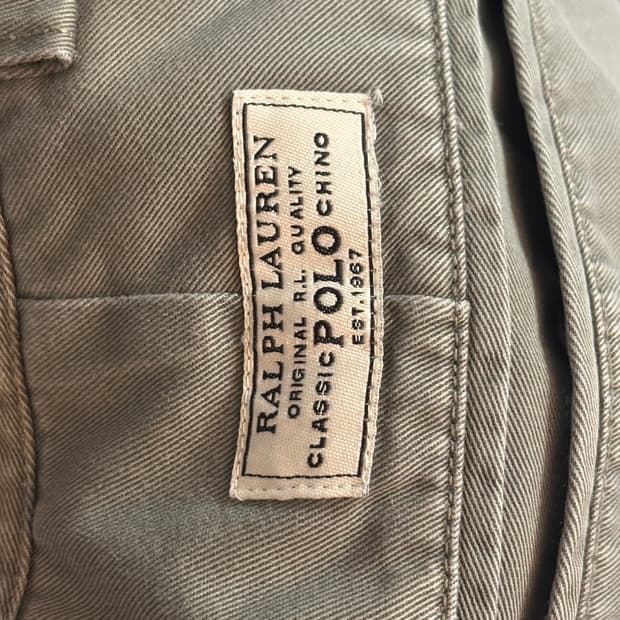 RALPH LAUREN
ORIGINAL R.L. QUALITY
CLASSIC POLO CHINO
EST. 1967